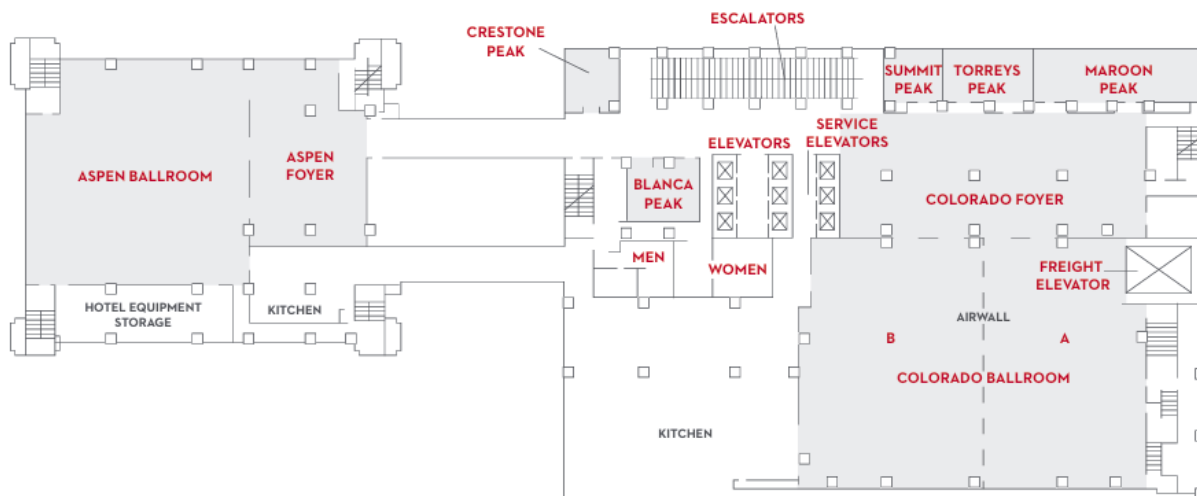 CRESTONE
PEAK
ESCALATORS
SUMMIT
PEAK
TORREYS
PEAK
MAROON
PEAK
ELEVATORS
SERVICE
ELEVATORS
ASPEN BALLROOM
ASPEN
FOYER
BLANCA
PEAK
COLORADO FOYER
MEN
WOMEN
FREIGHT
ELEVATOR
HOTEL EQUIPMENT
STORAGE
KITCHEN
AIRWALL
B
A
COLORADO BALLROOM
KITCHEN